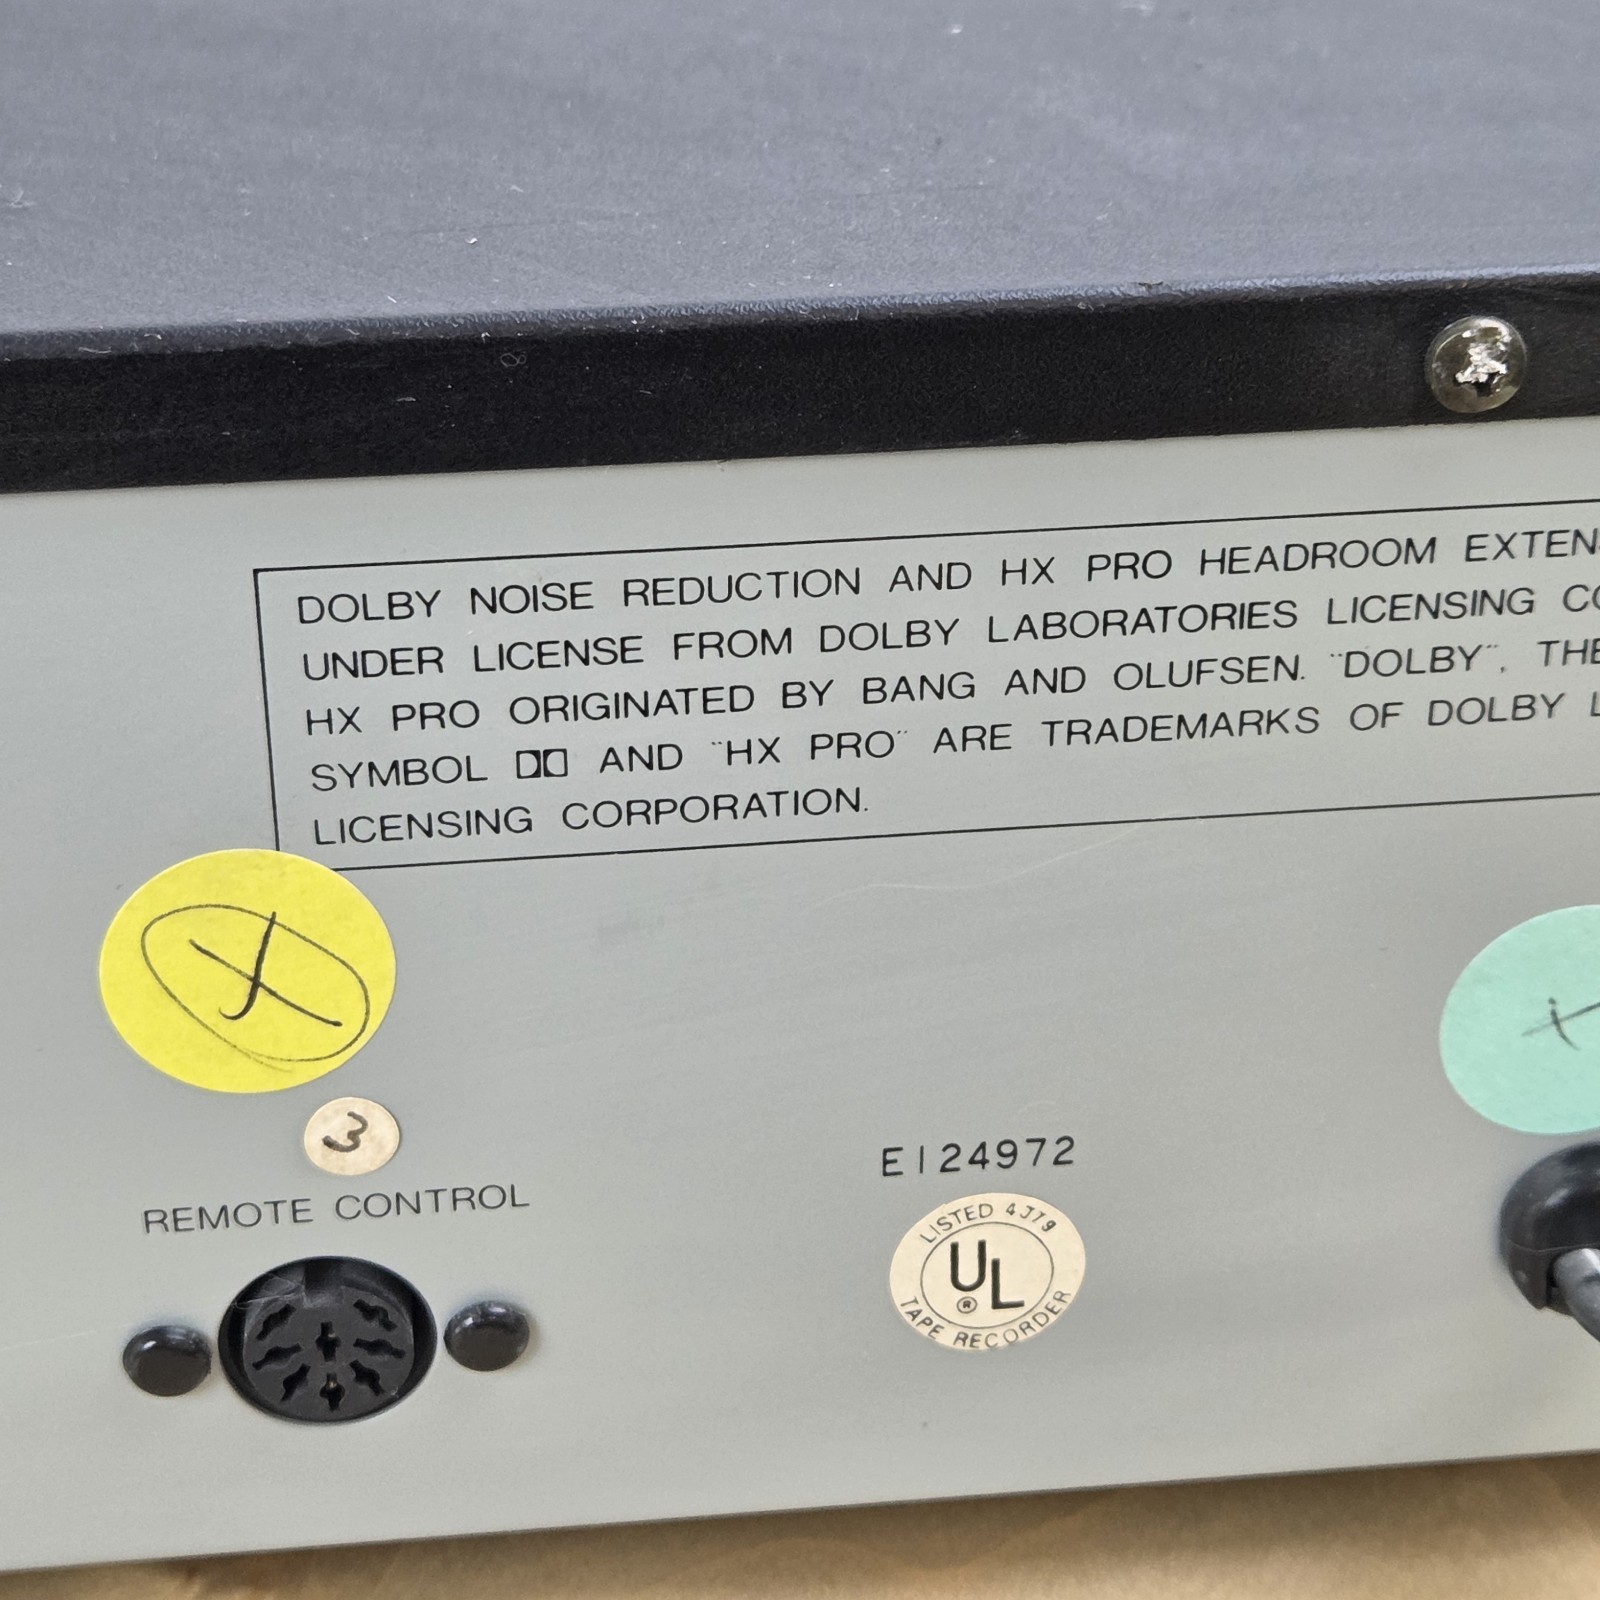 DOLBY NOISE REDUCTION AND HX PRO HEADROOM
UNDER LICENSE FROM DOLBY LABORATORIES LICENSING
HX PRO ORIGINATED BY BANG AND OLUFSEN. "DOLBY", THE
SYMBOL AND "HX PRO" ARE TRADEMARKS OF DOLBY
LICENSING CORPORATION.
X
3
REMOTE CONTROL
E124972
LISTED 4J79
UL
®
TAPE RECORDER